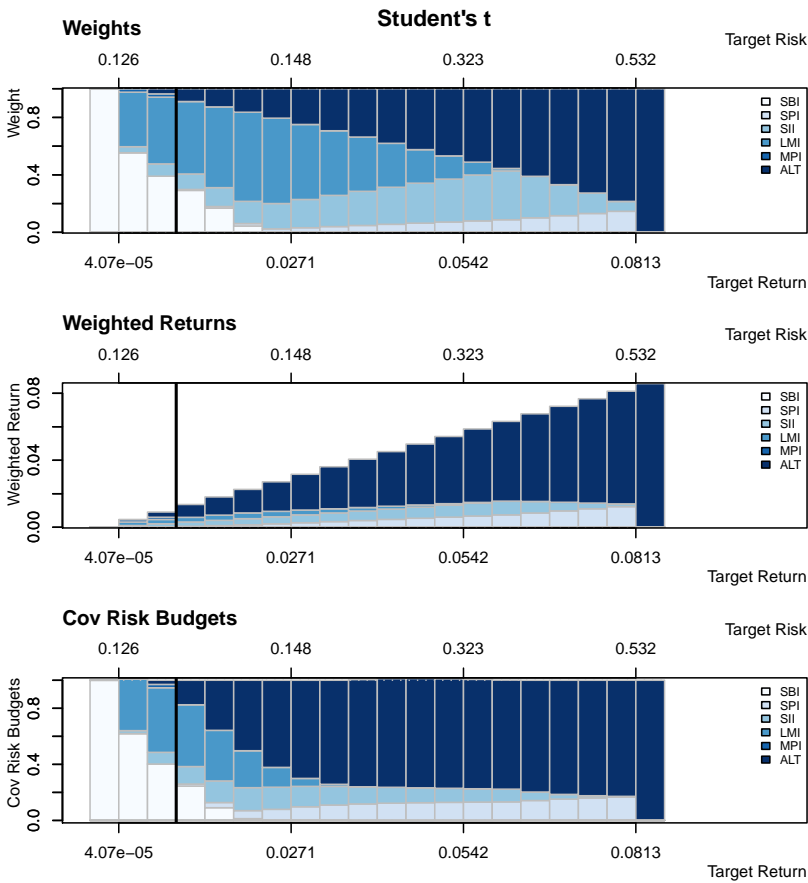 Student's t
Weights
Target Risk
0.126 0.148 0.323 0.532
Weight
0.0 0.4 0.8
SBI
SPI
SII
LMI
MPI
ALT
4.07e−05 0.0271 0.0542 0.0813
Target Return
Weighted Returns
Target Risk
0.126 0.148 0.323 0.532
Weighted Return
0.00 0.04 0.08
SBI
SPI
SII
LMI
MPI
ALT
4.07e−05 0.0271 0.0542 0.0813
Target Return
Cov Risk Budgets
Target Risk
0.126 0.148 0.323 0.532
Cov Risk Budgets
0.0 0.4 0.8
SBI
SPI
SII
LMI
MPI
ALT
4.07e−05 0.0271 0.0542 0.0813
Target Return